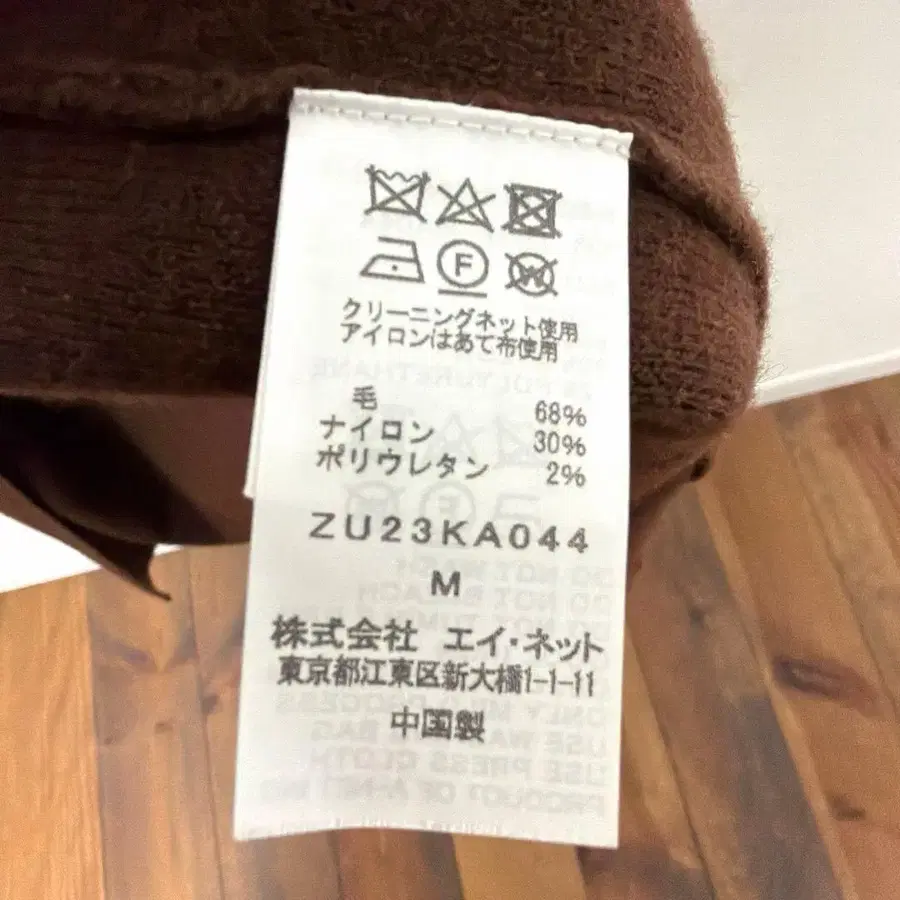 F
W
クリーニングネット使用
アイロンはあて布使用
毛 68%
ナイロン 30%
ポリウレタン 2%
ZU23KA044
M
株式会社 エイ・ネット
東京都江東区新大橋1-1-11
中国製